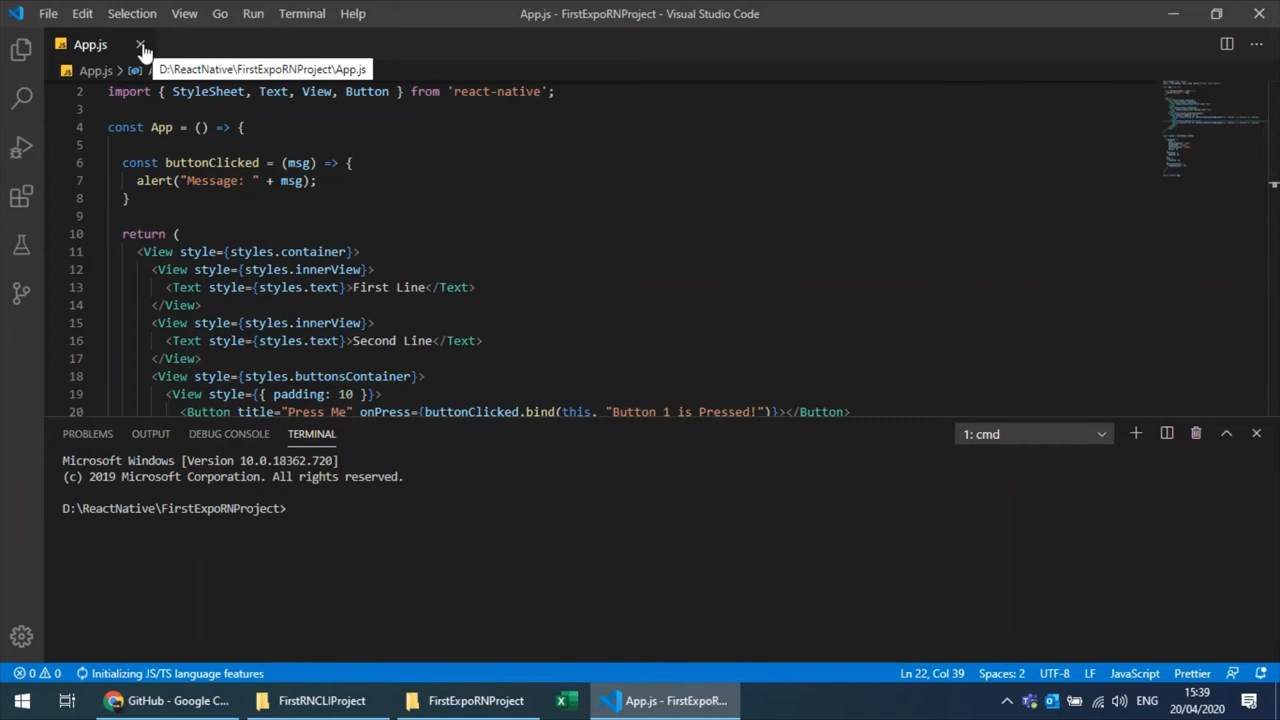 File Edit Selection View Go Run Terminal Help App.js - FirstExpoRNProject - Visual Studio Code
App.js
D:\ReactNative\FirstExpoRNProject\App.js
App.js
2 import { StyleSheet, Text, View, Button } from 'react-native';
3
4 const App = () => {
5
6 const buttonClicked = (msg) => {
7 alert("Message: " + msg);
8 }
9
10 return (
11 <View style={styles.container}>
12 <View style={styles.innerView}>
13 <Text style={styles.text}>First Line</Text>
14 </View>
15 <View style={styles.innerView}>
16 <Text style={styles.text}>Second Line</Text>
17 </View>
18 <View style={styles.buttonsContainer}>
19 <View style={{ padding: 10 }}>
20 <Button title="Press Me" onPress={buttonClicked.bind(this, "Button 1 is Pressed!")}></Button>
PROBLEMS OUTPUT DEBUG CONSOLE TERMINAL 1: cmd
Microsoft Windows [Version 10.0.18362.720]
(c) 2019 Microsoft Corporation. All rights reserved.
D:\ReactNative\FirstExpoRNProject>
0 0 Initializing JS/TS language features Ln 22, Col 39 Spaces: 2 UTF-8 LF JavaScript Prettier
GitHub - Google C... FirstRNCLIProject FirstExpoRNProject App.js - FirstExpoR... ENG 15:39
20/04/2020